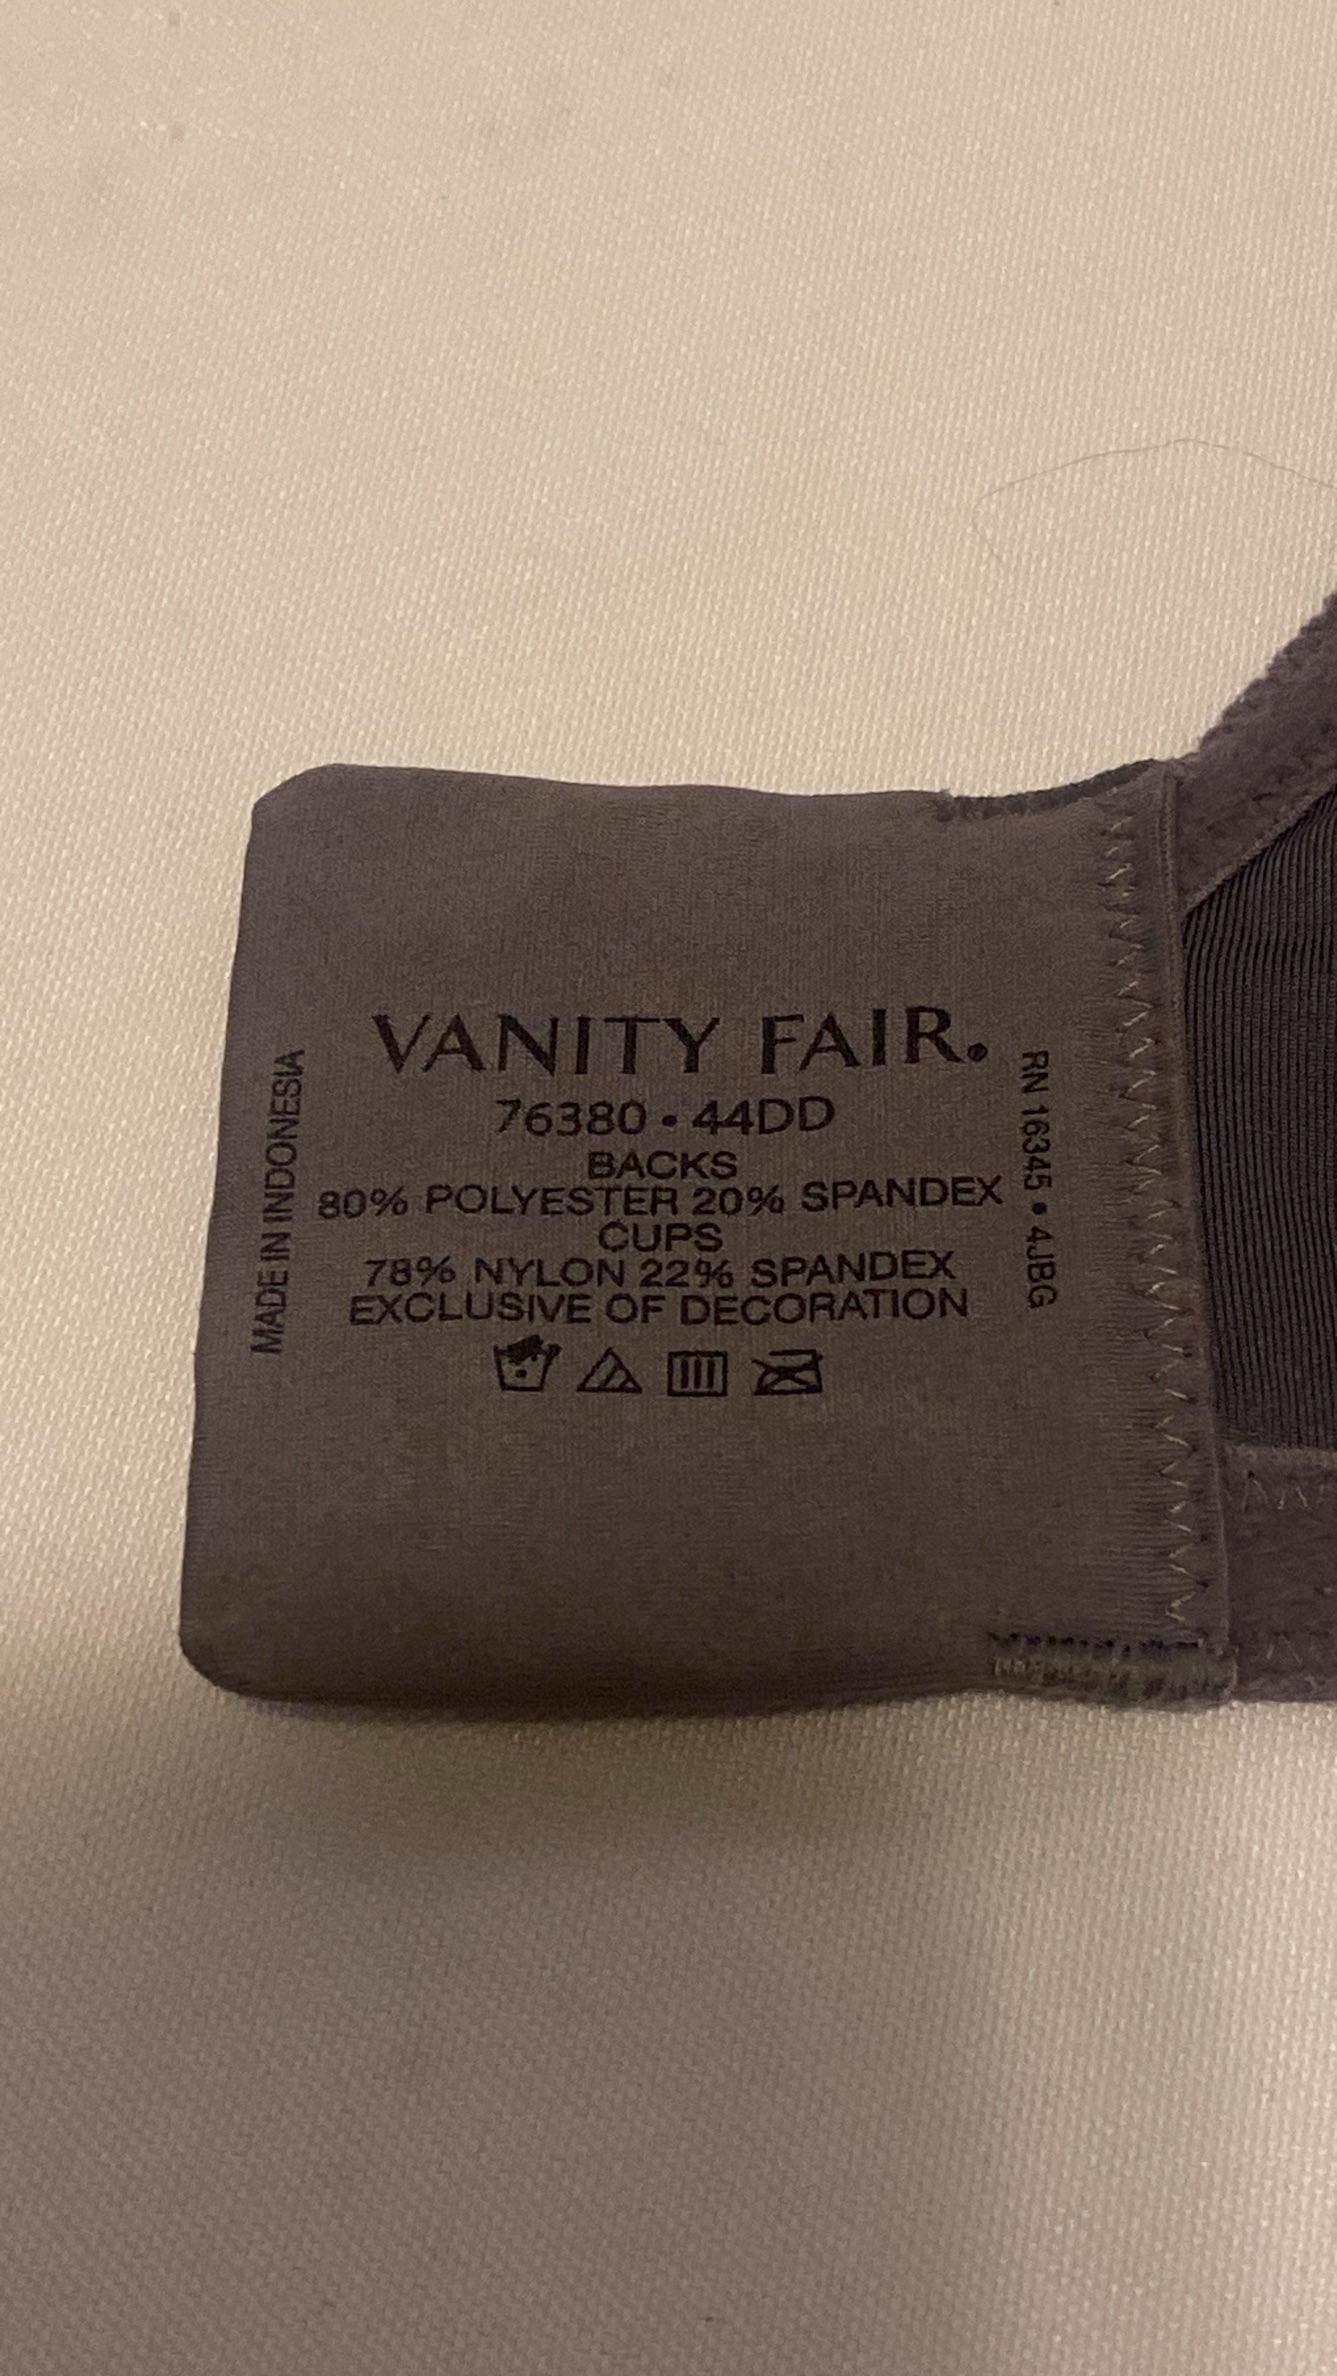 VANITY FAIR.
76380 • 44DD
BACKS
80% POLYESTER 20% SPANDEX
CUPS
78% NYLON 22% SPANDEX
EXCLUSIVE OF DECORATION
MADE IN INDONESIA
RN 16345 • 4JBG